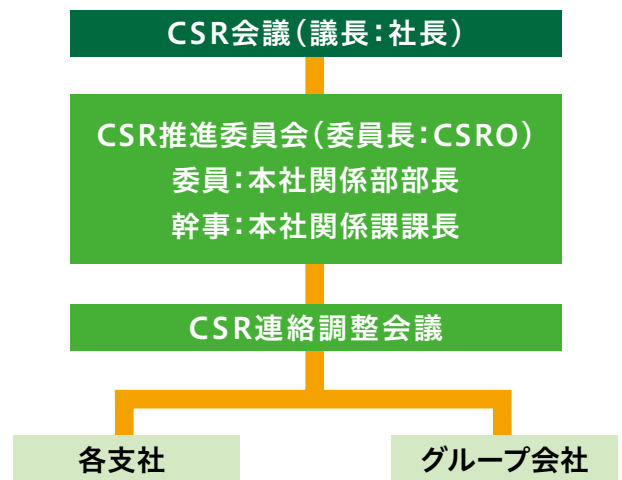 CSR会議（議長：社長）
CSR推進委員会（委員長：CSRO）
委員：本社関係部部長
幹事：本社関係課課長
CSR連絡調整会議
各支社
グループ会社